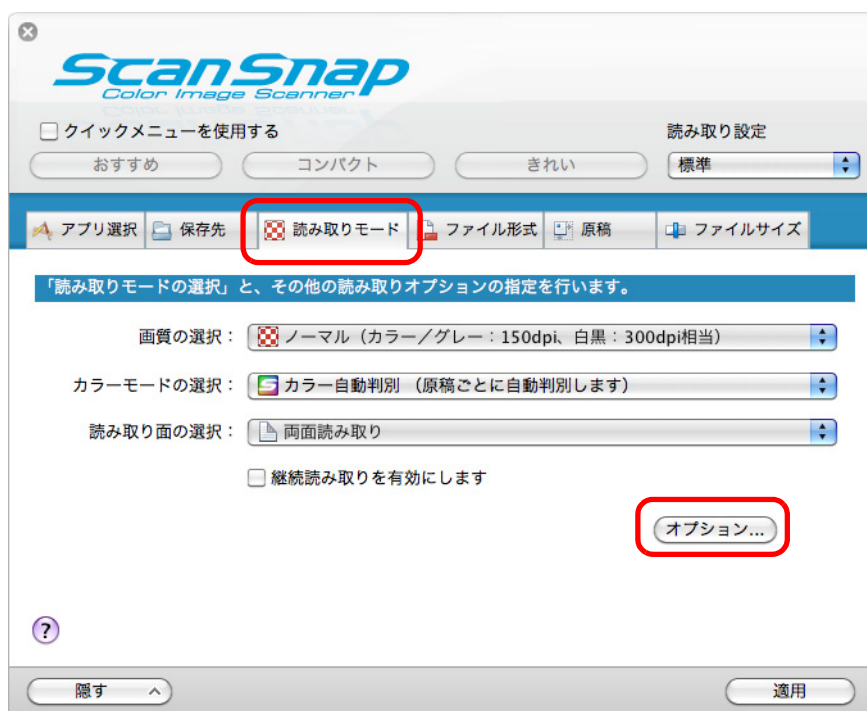 ScanSnap
Color Image Scanner
クイックメニューを使用する
読み取り設定
おすすめ
コンパクト
きれい
標準
アプリ選択
保存先
読み取りモード
ファイル形式
原稿
ファイルサイズ
「読み取りモードの選択」と、その他の読み取りオプションの指定を行います。
画質の選択： ノーマル（カラー／グレー：150dpi、白黒：300dpi相当）
カラーモードの選択： カラー自動判別 （原稿ごとに自動判別します）
読み取り面の選択： 両面読み取り
継続読み取りを有効にします
オプション...
?
隠す
適用